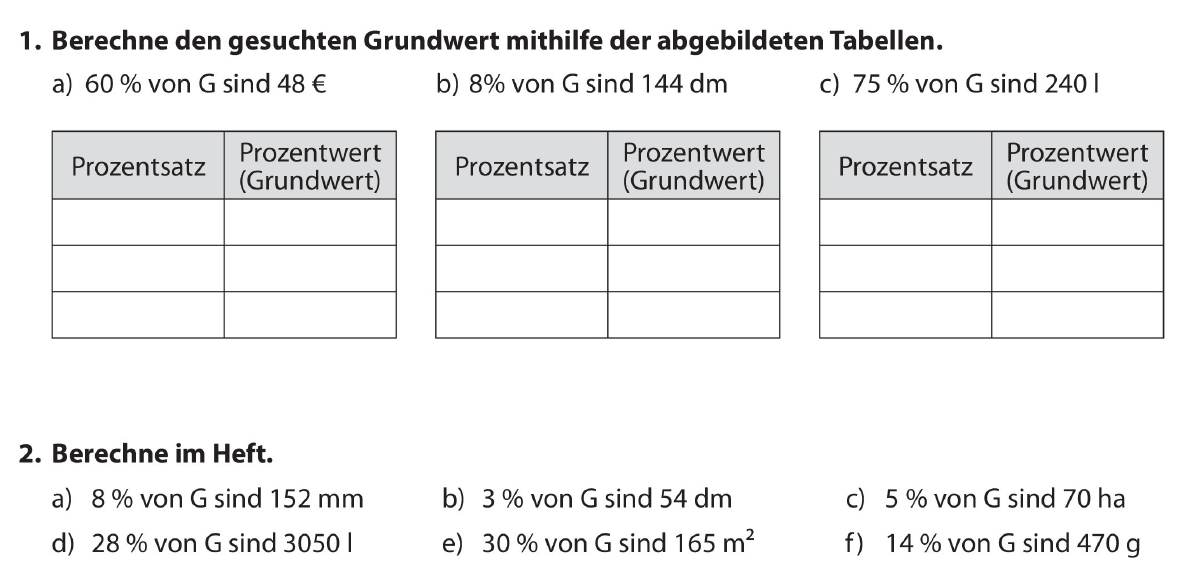 1. Berechne den gesuchten Grundwert mithilfe der abgebildeten Tabellen.
a) 60 % von G sind 48 €
b) 8% von G sind 144 dm
c) 75 % von G sind 240 l
Prozentsatz
Prozentwert
(Grundwert)
Prozentsatz
Prozentwert
(Grundwert)
Prozentsatz
Prozentwert
(Grundwert)
2. Berechne im Heft.
a) 8 % von G sind 152 mm
b) 3 % von G sind 54 dm
c) 5 % von G sind 70 ha
d) 28 % von G sind 3050 l
e) 30 % von G sind 165 m²
f) 14 % von G sind 470 g